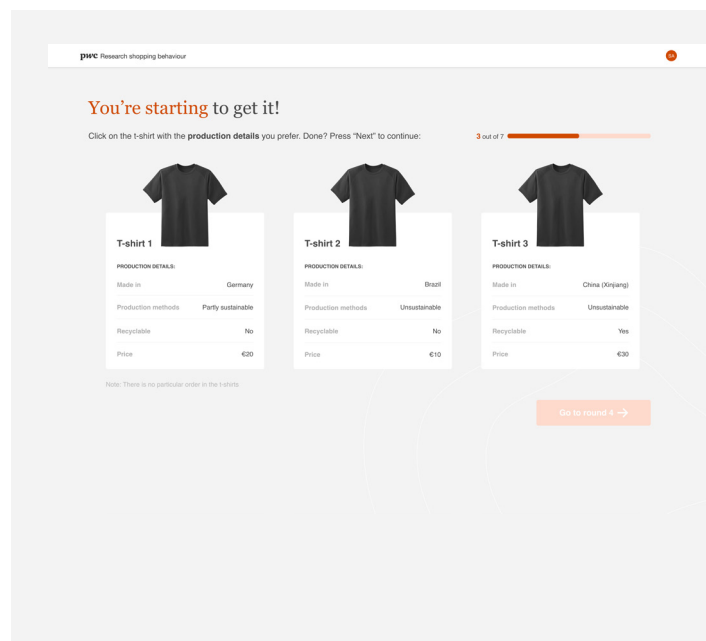 pwc Research shopping behaviour
SA
You're starting to get it!
Click on the t-shirt with the production details you prefer. Done? Press "Next" to continue:
3 out of 7
T-shirt 1
PRODUCTION DETAILS:
Made in Germany
Production methods Partly sustainable
Recyclable No
Price €20
T-shirt 2
PRODUCTION DETAILS:
Made in Brazil
Production methods Unsustainable
Recyclable No
Price €10
T-shirt 3
PRODUCTION DETAILS:
Made in China (Xinjiang)
Production methods Unsustainable
Recyclable Yes
Price €30
Note: There is no particular order in the t-shirts.
Go to round 4 →